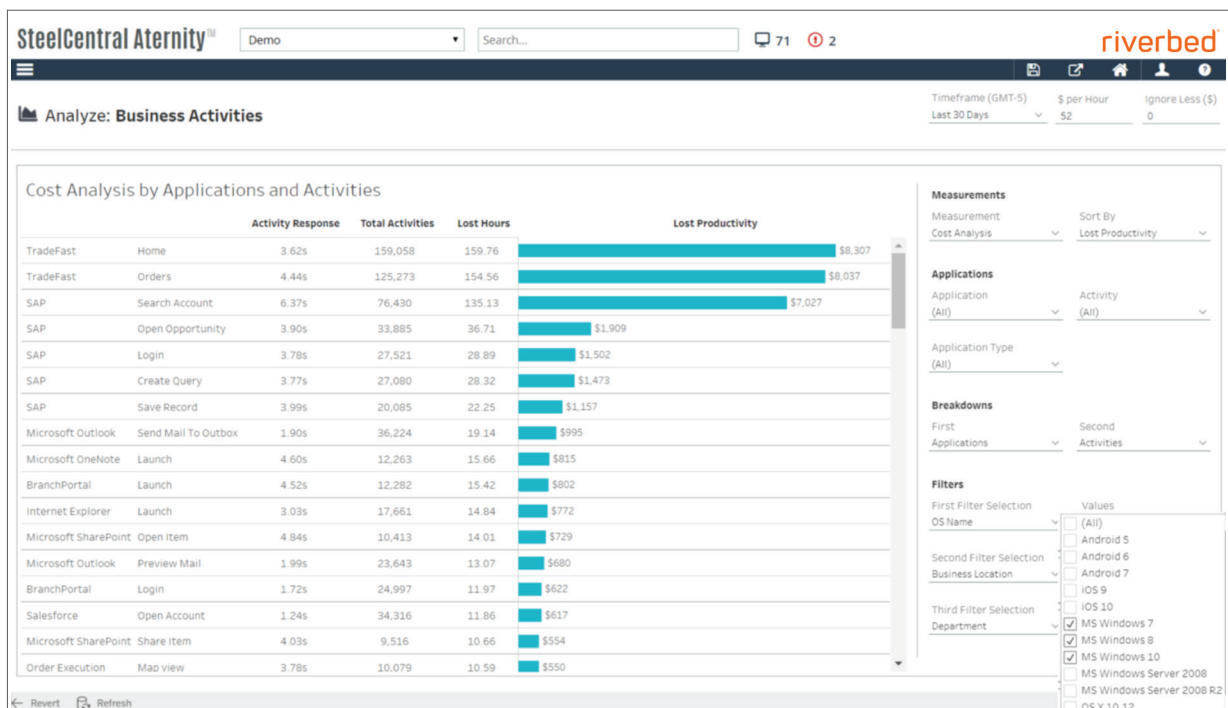 SteelCentral Aternity™ Demo Search... 71 2 riverbed
Timeframe (GMT-5) $ per Hour Ignore Less ($)
Analyze: Business Activities Last 30 Days 52 0
Cost Analysis by Applications and Activities
Activity Response Total Activities Lost Hours Lost Productivity
TradeFast Home 3.62s 159,058 159.76 $8,307
TradeFast Orders 4.44s 125,273 154.56 $8,037
SAP Search Account 6.37s 76,430 135.13 $7,027
SAP Open Opportunity 3.90s 33,885 36.71 $1,909
SAP Login 3.78s 27,521 28.89 $1,502
SAP Create Query 3.77s 27,080 28.32 $1,473
SAP Save Record 3.99s 20,085 22.25 $1,157
Microsoft Outlook Send Mail To Outbox 1.90s 36,224 19.14 $995
Microsoft OneNote Launch 4.60s 12,263 15.66 $815
BranchPortal Launch 4.52s 12,282 15.42 $802
Internet Explorer Launch 3.03s 17,661 14.84 $772
Microsoft SharePoint Open Item 4.84s 10,413 14.01 $729
Microsoft Outlook Preview Mail 1.99s 23,643 13.07 $680
BranchPortal Login 1.72s 24,997 11.97 $622
Salesforce Open Account 1.24s 34,316 11.86 $617
Microsoft SharePoint Share Item 4.03s 9,516 10.66 $554
Order Execution Map view 3.78s 10,079 10.59 $550
Measurements
Measurement Sort By
Cost Analysis Lost Productivity
Applications
Application Activity
(All) (All)
Application Type
(All)
Breakdowns
First Second
Applications Activities
Filters
First Filter Selection Values
OS Name (All)
Android 5
Second Filter Selection Android 6
Business Location Android 7
iOS 9
Third Filter Selection iOS 10
Department MS Windows 7
MS Windows 8
MS Windows 10
MS Windows Server 2008
MS Windows Server 2008 R2
OS X 10.12
Revert Refresh